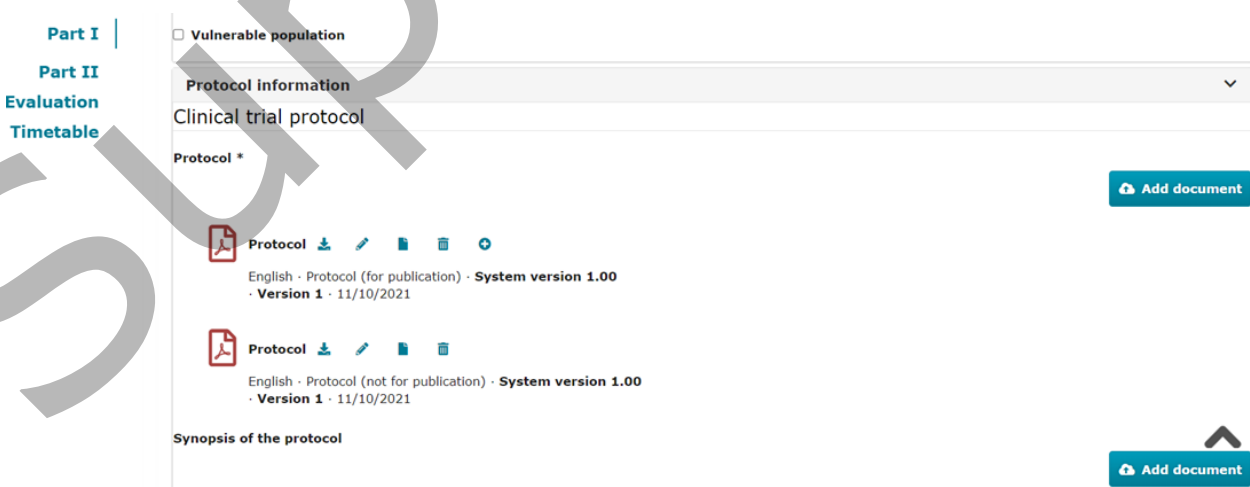 Part I
Part II
Evaluation
Timetable
Vulnerable population
Protocol information
Clinical trial protocol
Protocol *
Add document
Protocol
English · Protocol (for publication) · System version 1.00
· Version 1 · 11/10/2021
Protocol
English · Protocol (not for publication) · System version 1.00
· Version 1 · 11/10/2021
Synopsis of the protocol
Add document
Sup